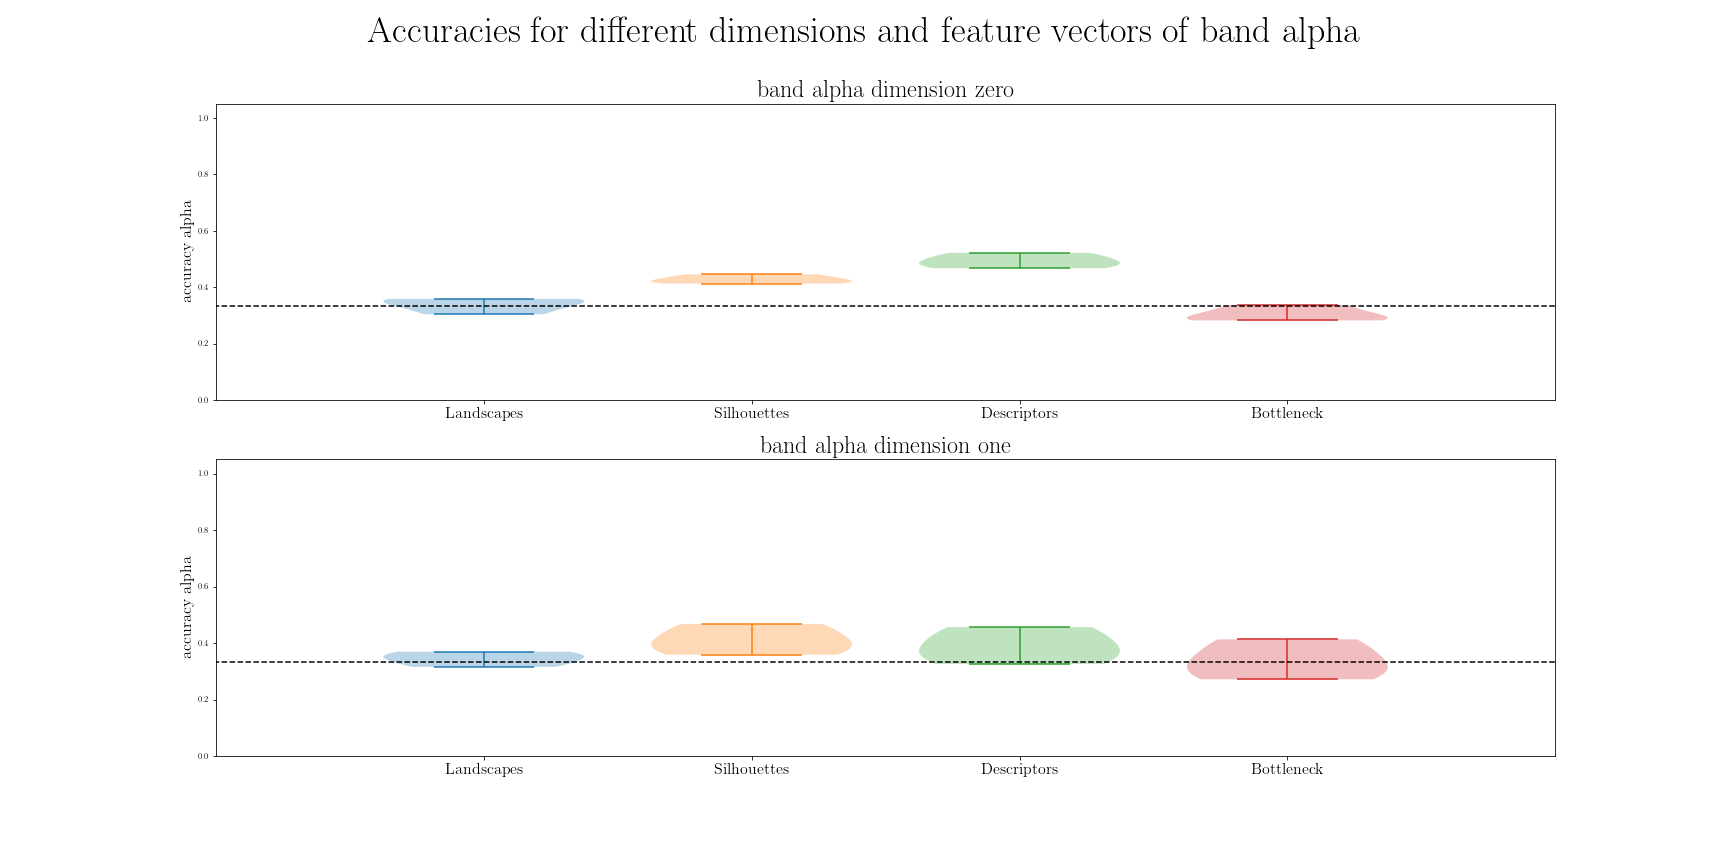 Accuracies for different dimensions and feature vectors of band alpha
band alpha dimension zero
accuracy alpha
1.0
0.8
0.6
0.4
0.2
0.0
Landscapes Silhouettes Descriptors Bottleneck
band alpha dimension one
accuracy alpha
1.0
0.8
0.6
0.4
0.2
0.0
Landscapes Silhouettes Descriptors Bottleneck